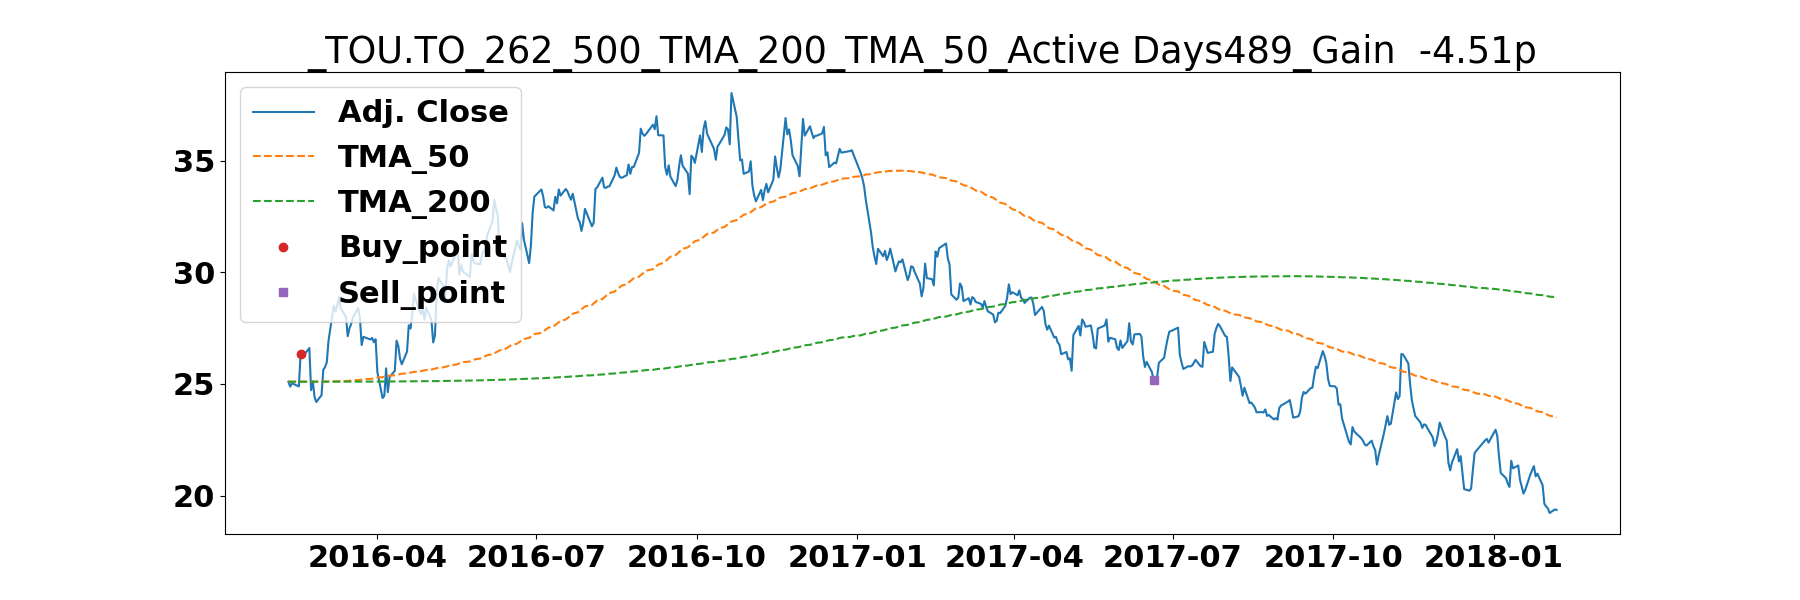 _TOU.TO_262_500_TMA_200_TMA_50_Active Days489_Gain  -4.51p
Adj. Close
TMA_50
TMA_200
Buy_point
Sell_point
35
30
25
20
2016-04
2016-07
2016-10
2017-01
2017-04
2017-07
2017-10
2018-01